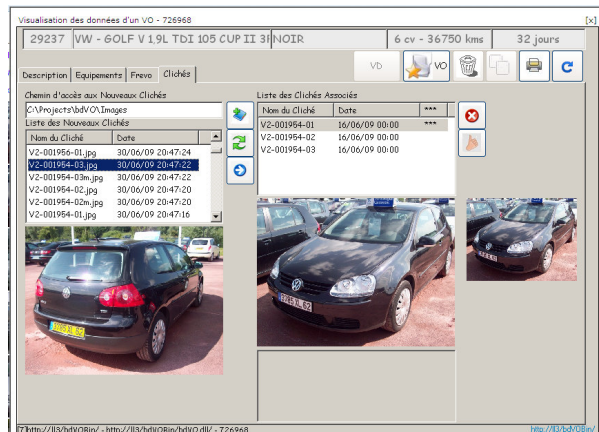 Visualisation des données d'un VO - 726968
[×]
29237 VW - GOLF V 1,9L TDI 105 CUP II 3F NOIR 6 cv - 36750 kms 32 jours
VD VO
Description Equipements Frevo Clichés
Chemin d'accès aux Nouveaux Clichés
C:\Projects\bdVO\Images
Liste des Nouveaux Clichés
Nom du Cliché Date
V2-001956-01.jpg 30/06/09 20:47:24
V2-001954-03.jpg 30/06/09 20:47:22
V2-001954-03m.jpg 30/06/09 20:47:22
V2-001954-02.jpg 30/06/09 20:47:20
V2-001954-02m.jpg 30/06/09 20:47:20
V2-001954-01.jpg 30/06/09 20:47:16
Liste des Clichés Associés
Nom du Cliché Date ***
V2-001954-01 16/06/09 00:00 ***
V2-001954-02 16/06/09 00:00
V2-001954-03 16/06/09 00:00
[7]http://ll3/bdVOBin/ - http://ll3/bdVOBin/bdVO.dll/ - 726968
http://ll3/bdVOBin/